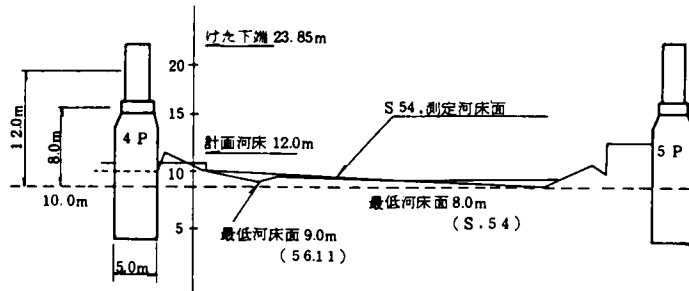 けた下端 23.85m
20
S 54.測定河床面
15
12.0m
8.0m
4 P
5 P
計画河床 12.0m
10
10.0m
最低河床面 8.0m
(S.54)
5
最低河床面 9.0m
(56.11)
5.0m